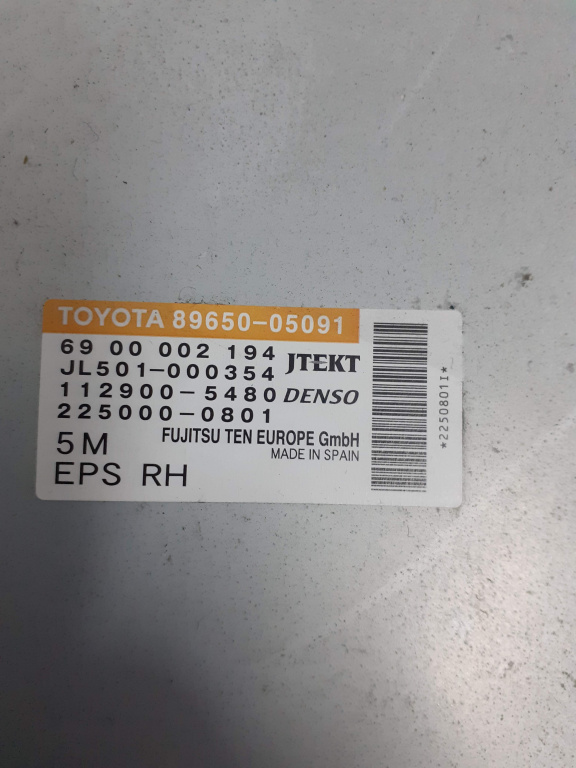 TOYOTA 89650-05091
69 00 002 194 JTEKT
JL501-000354
112900-5480 DENSO
225000-0801
5M FUJITSU TEN EUROPE GmbH
MADE IN SPAIN
EPS RH
*2250801I*